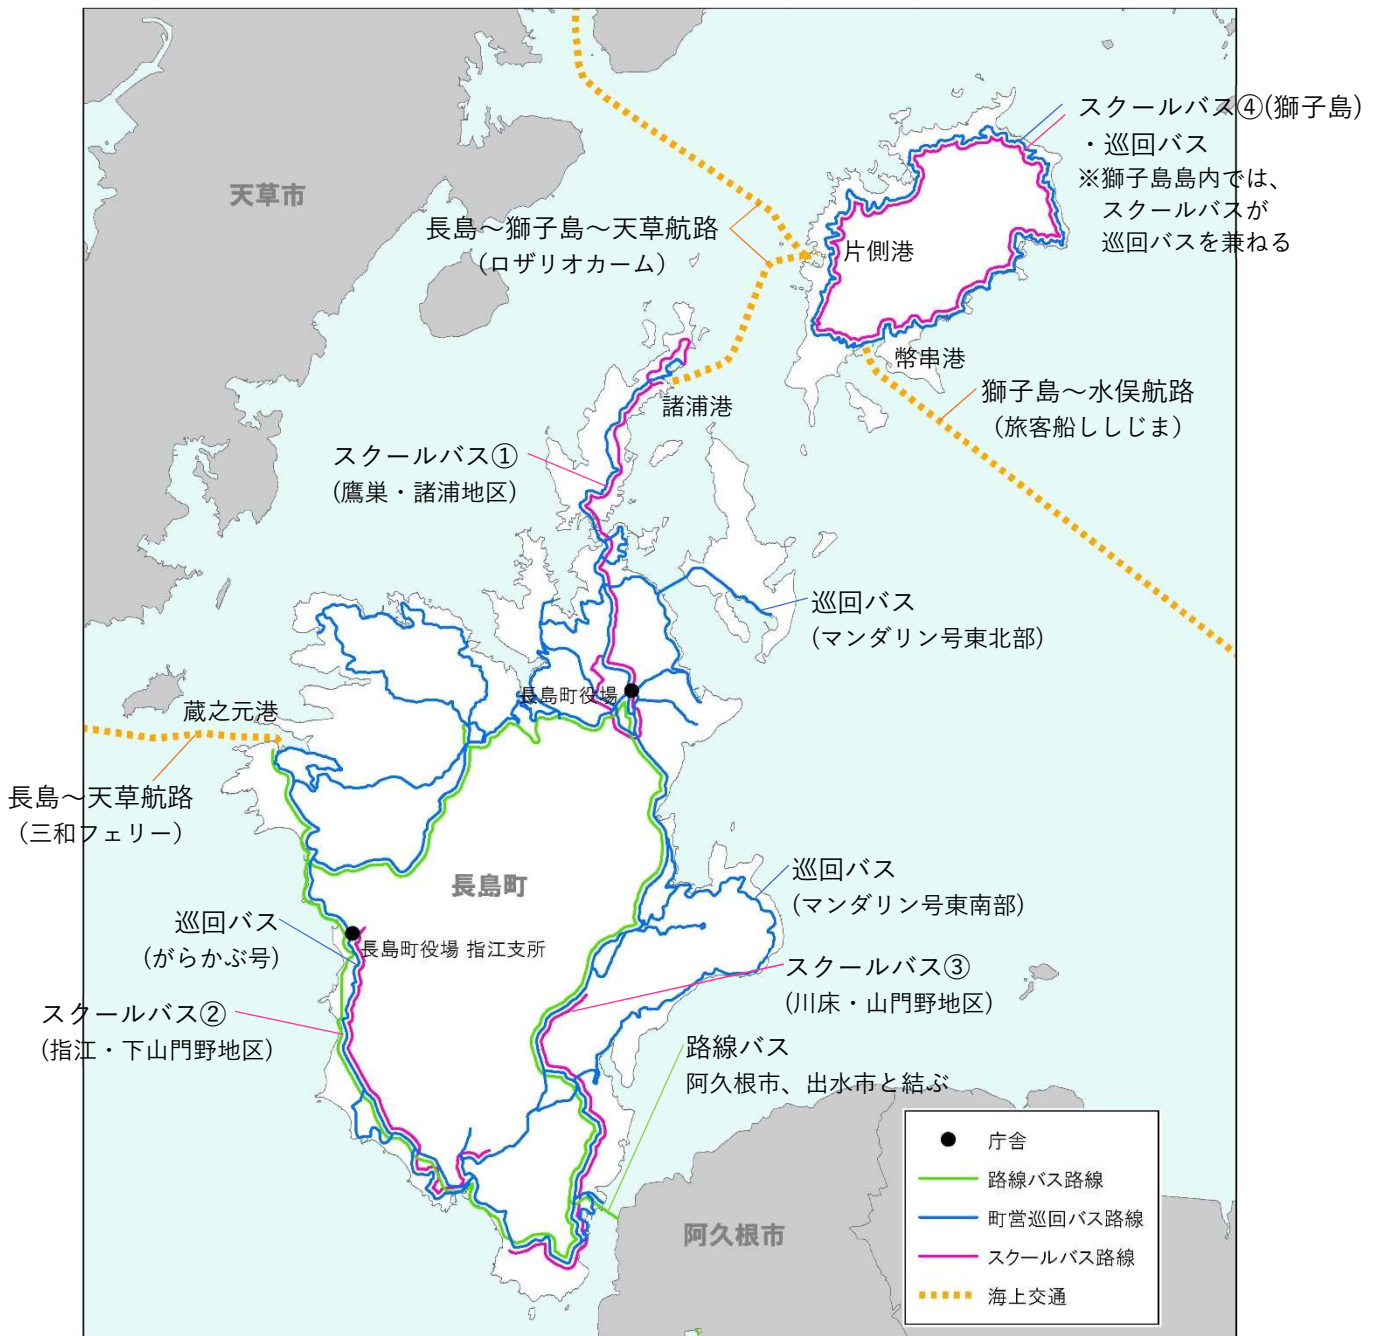 スクールバス④(獅子島)
・巡回バス
※獅子島島内では、
スクールバスが
巡回バスを兼ねる
天草市
長島～獅子島～天草航路
(ロザリオカーム)
片側港
幣串港
諸浦港
獅子島～水俣航路
(旅客船ししじま)
スクールバス①
(鷹巣・諸浦地区)
巡回バス
(マンダリン号東北部)
長島町役場
蔵之元港
長島～天草航路
(三和フェリー)
長島町
巡回バス
(マンダリン号東南部)
巡回バス
(がらかぶ号)
長島町役場 指江支所
スクールバス③
(川床・山門野地区)
スクールバス②
(指江・下山門野地区)
路線バス
阿久根市、出水市と結ぶ
阿久根市
庁舎
路線バス路線
町営巡回バス路線
スクールバス路線
海上交通